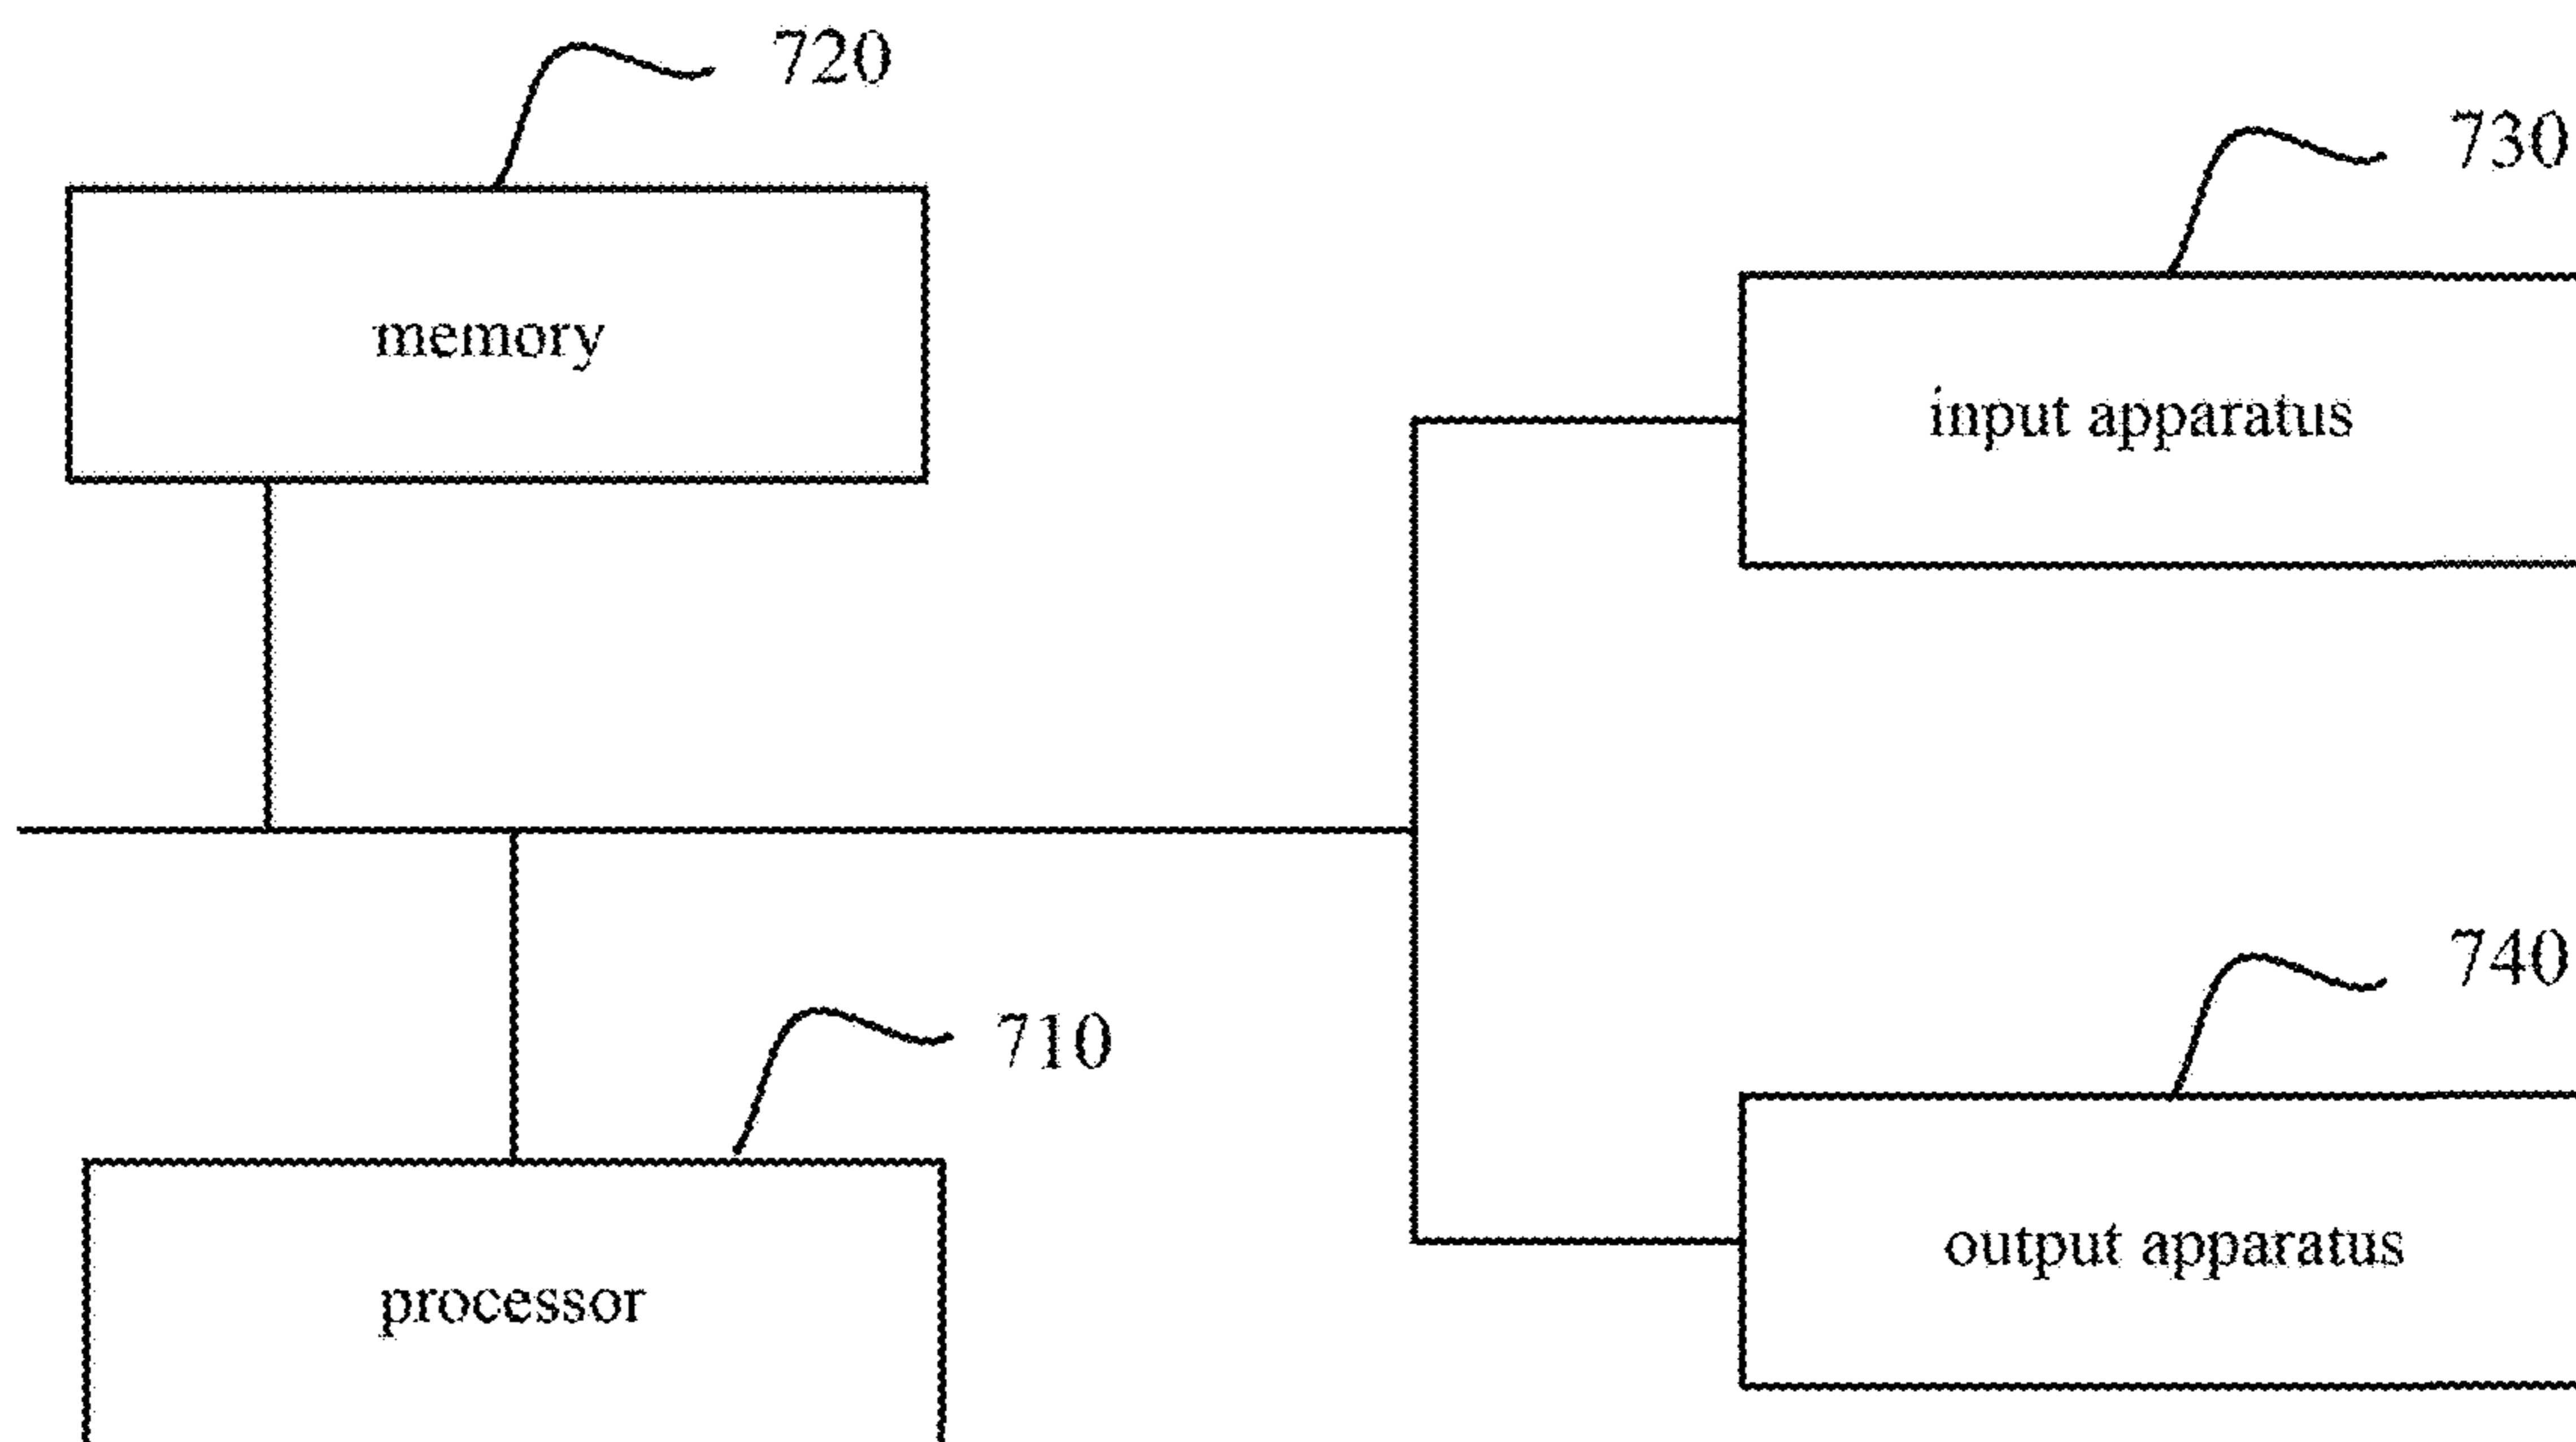 720
730
memory
input apparatus
740
710
output apparatus
processor